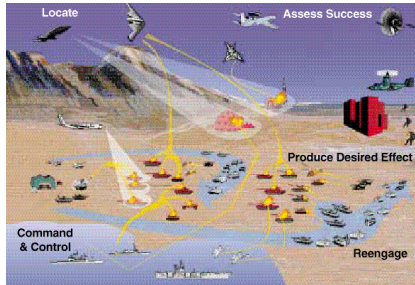 Locate
Assess Success
Produce Desired Effect
Command
& Control
Reengage